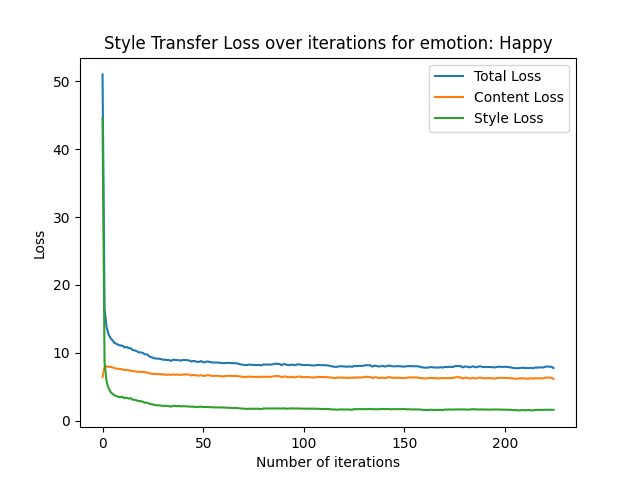 Style Transfer Loss over iterations for emotion: Happy
Total Loss
Content Loss
Style Loss
50
40
30
20
10
0
Loss
0 50 100 150 200
Number of iterations